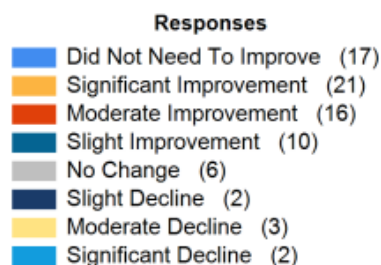 Responses
Did Not Need To Improve (17)
Significant Improvement (21)
Moderate Improvement (16)
Slight Improvement (10)
No Change (6)
Slight Decline (2)
Moderate Decline (3)
Significant Decline (2)